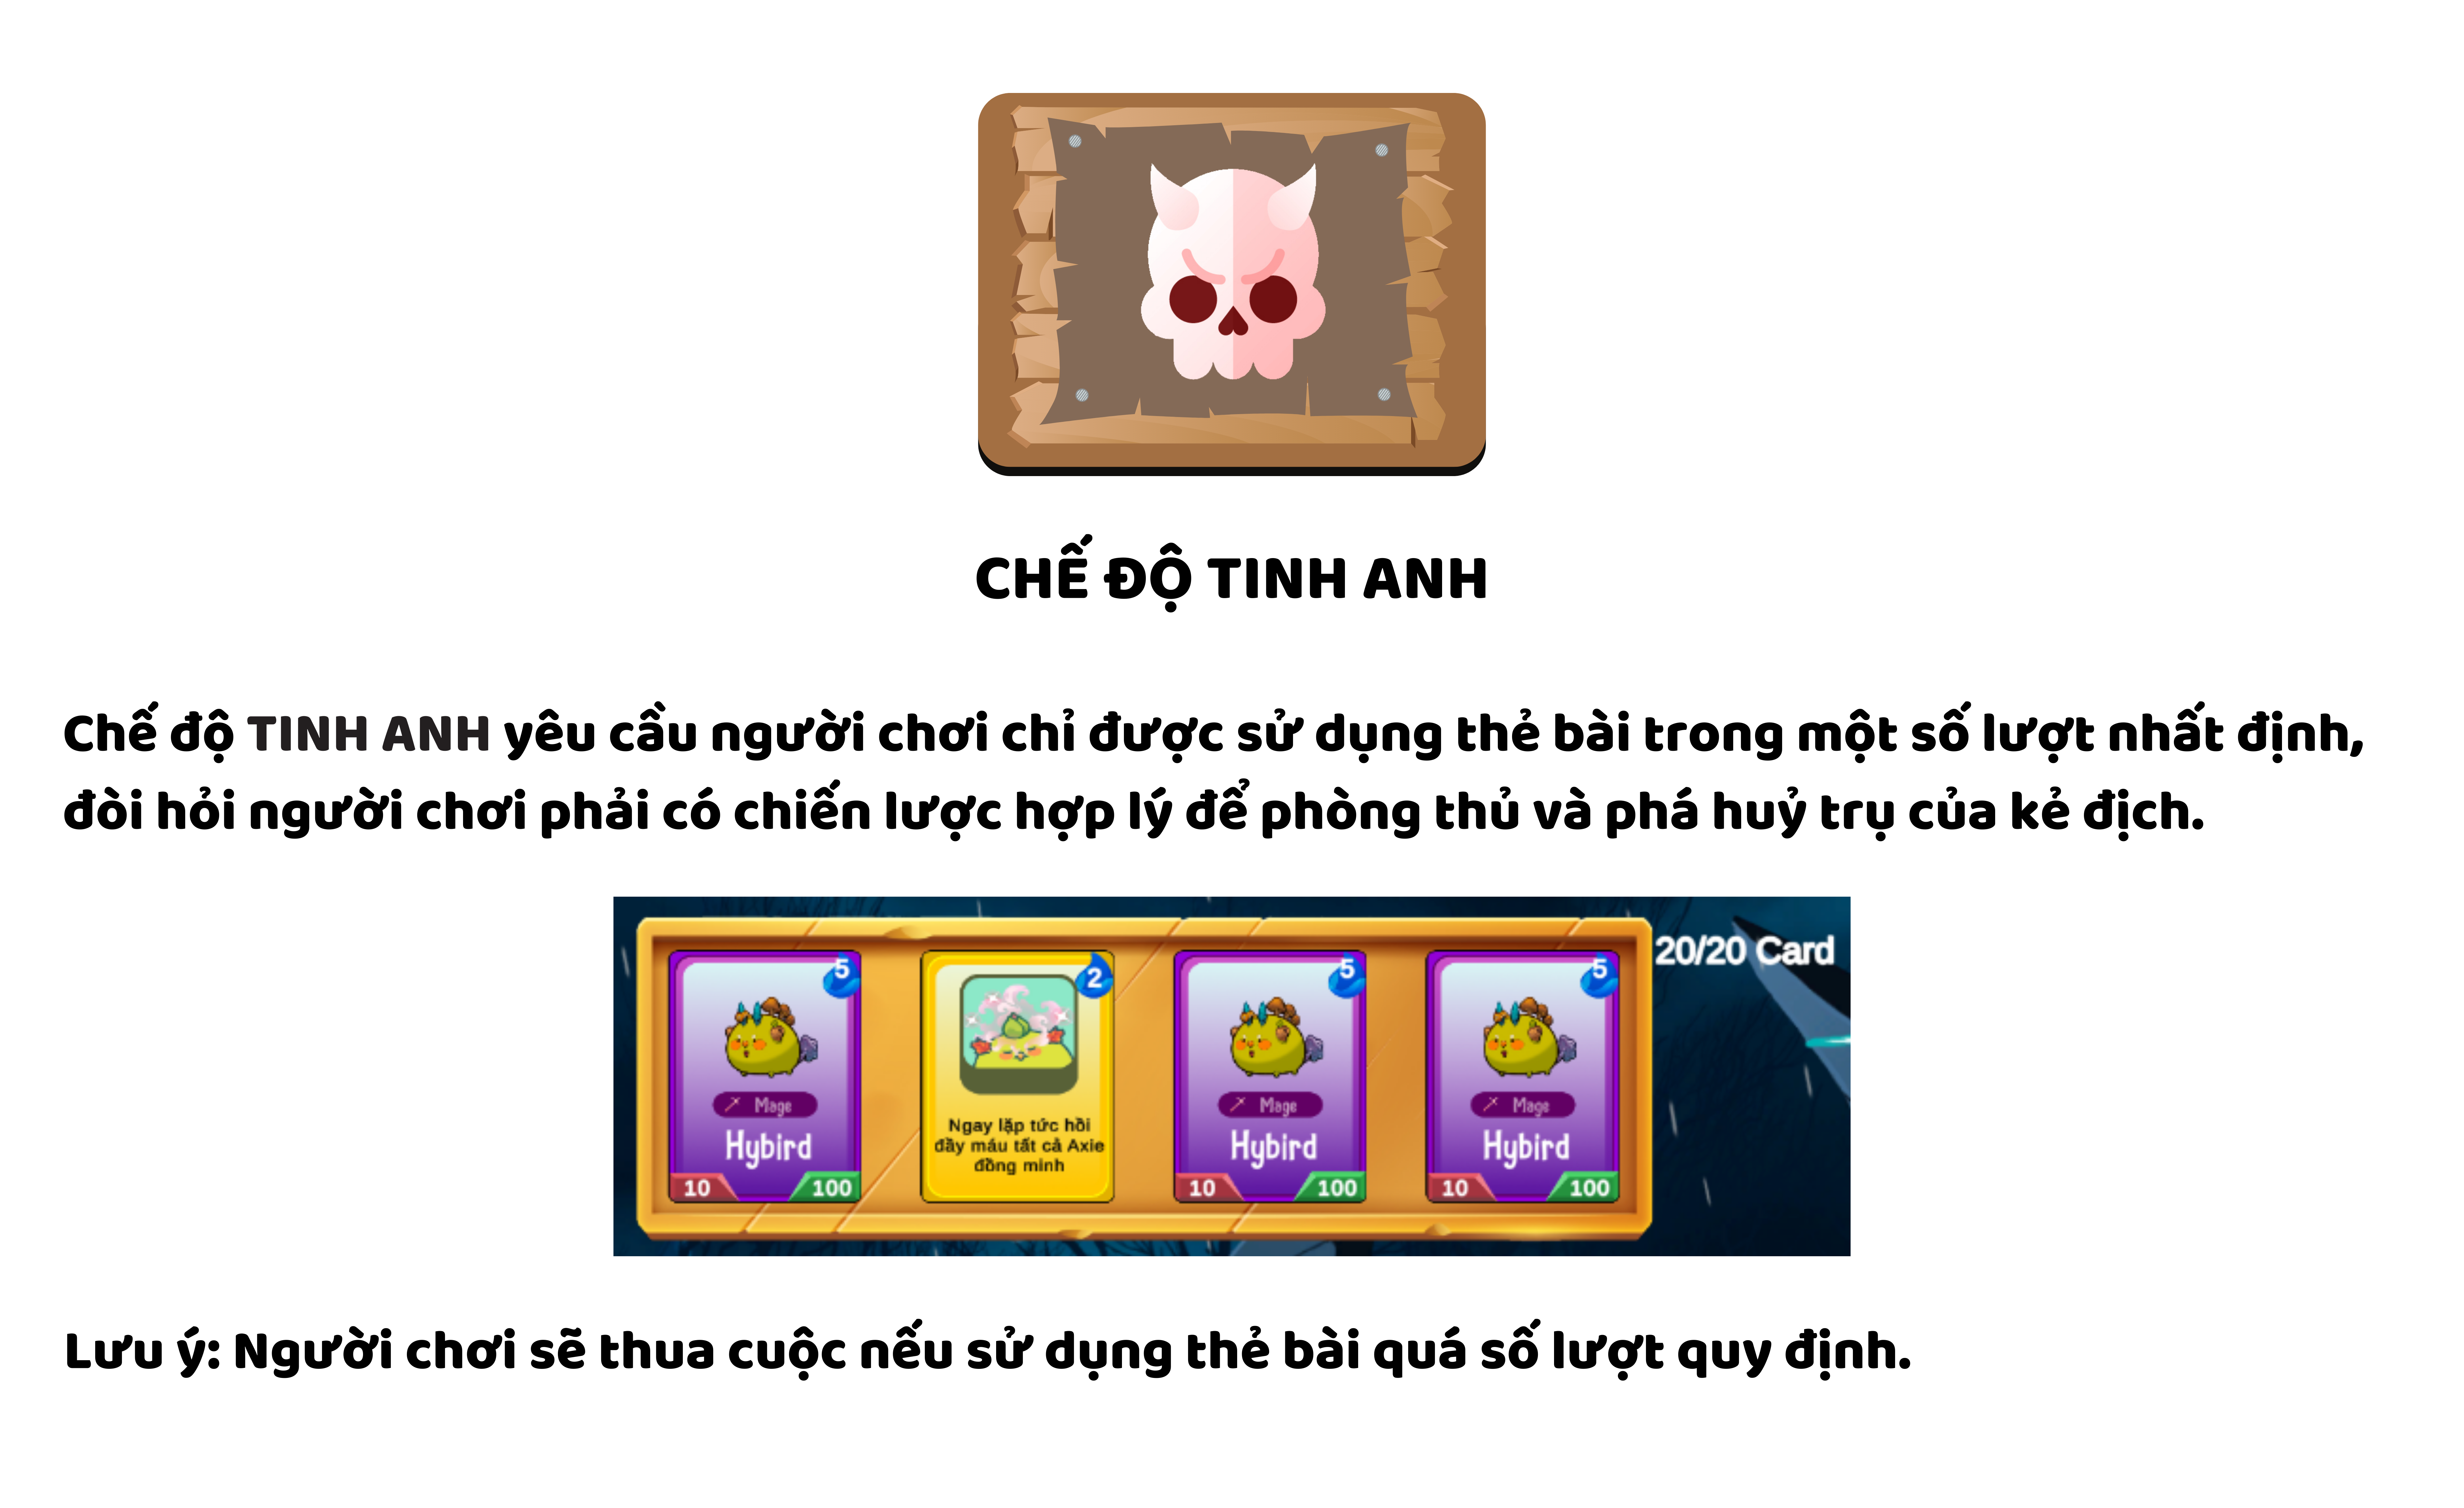 CHẾ ĐỘ TINH ANH
Chế độ TINH ANH yêu cầu người chơi chỉ được sử dụng thẻ bài trong một số lượt nhất định,
đòi hỏi người chơi phải có chiến lược hợp lý để phòng thủ và phá huỷ trụ của kẻ địch.
20/20 Card
5
Mage
Hybird
10 100
2
Ngay lặp tức hồi
đầy máu tất cả Axie
đồng minh
5
Mage
Hybird
10 100
5
Mage
Hybird
10 100
Lưu ý: Người chơi sẽ thua cuộc nếu sử dụng thẻ bài quá số lượt quy định.